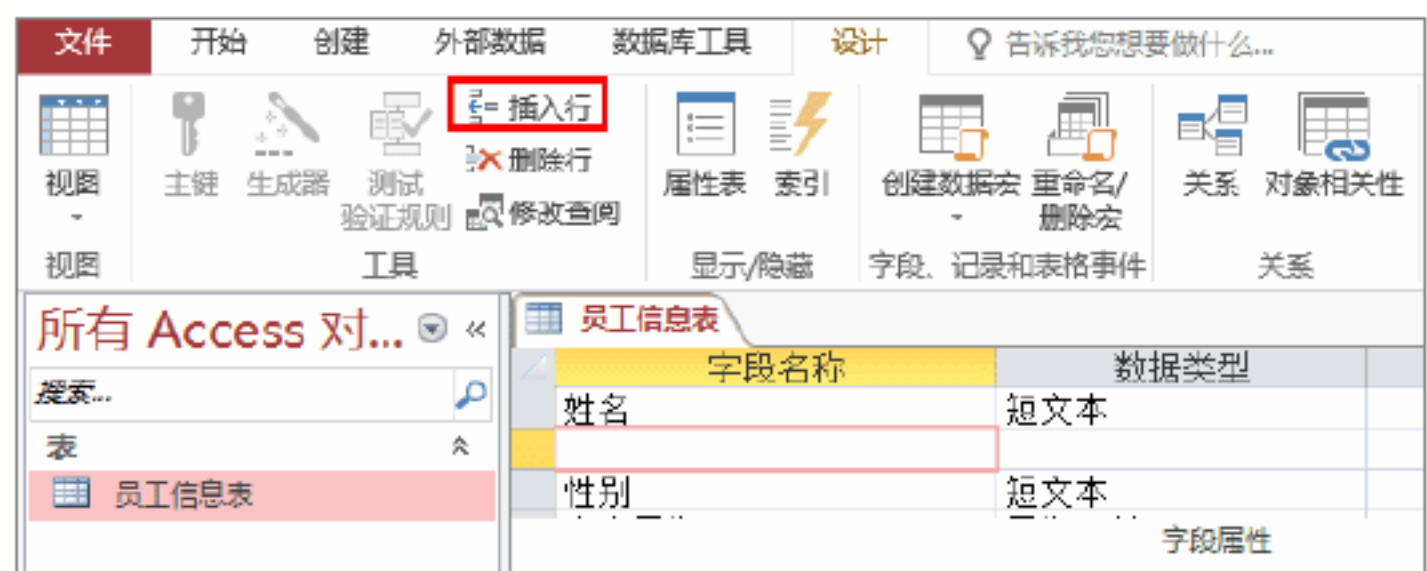 文件 开始 创建 外部数据 数据库工具 设计 告诉我您想要做什么...
插入行
删除行
修改查阅
视图 主键 生成器 测试验证规则 属性表 索引 创建数据宏 重命名/删除宏 关系 对象相关性
视图 工具 显示/隐藏 字段、记录和表格事件 关系
所有 Access 对... «
员工信息表
搜索...
字段名称 数据类型
姓名 短文本
表
性别 短文本
员工信息表
字段属性